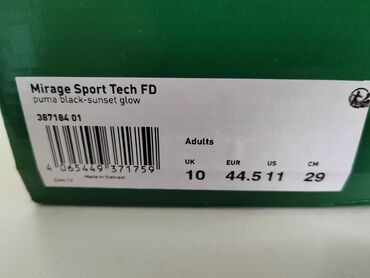 Mirage Sport Tech FD
puma black-sunset glow
387184 01
Adults
UK EUR US CM
10 44.5 11 29
4 065449 371759
Made in Vietnam